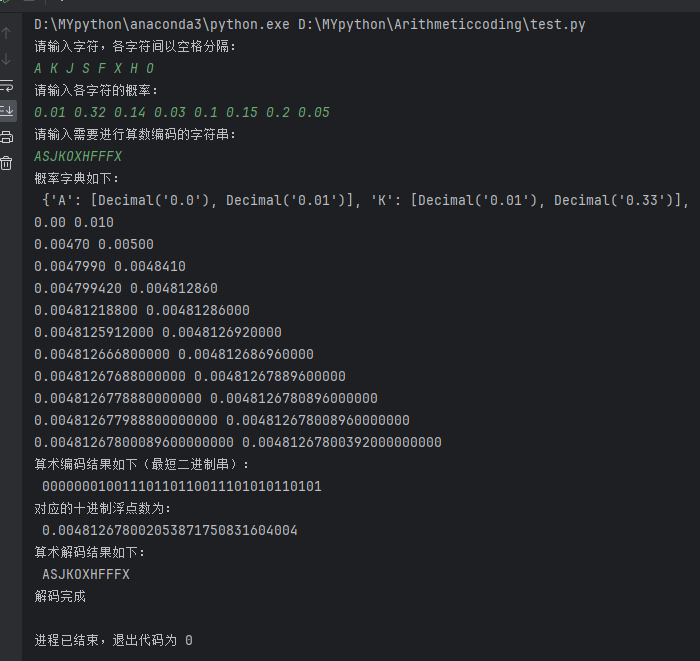 D:\MYpython\anaconda3\python.exe D:\MYpython\Arithmeticcoding\test.py
请输入字符，各字符间以空格分隔：
A K J S F X H O
请输入各字符的概率：
0.01 0.32 0.14 0.03 0.1 0.15 0.2 0.05
请输入需要进行算数编码的字符串：
ASJKOXHFFFX
概率字典如下：
{'A': [Decimal('0.0'), Decimal('0.01')], 'K': [Decimal('0.01'), Decimal('0.33')],
0.00 0.010
0.00470 0.00500
0.0047990 0.0048410
0.004799420 0.004812860
0.00481218800 0.00481286000
0.0048125912000 0.0048126920000
0.004812666800000 0.004812686960000
0.00481267688000000 0.00481267889600000
0.0048126778880000000 0.0048126780896000000
0.004812677988800000000 0.004812678008960000000
0.00481267800089600000000 0.00481267800392000000000
算术编码结果如下（最短二进制串）：
00000001001110110110011101010110101
对应的十进制浮点数为：
0.0048126780020538717508316040​04
算术解码结果如下：
ASJKOXHFFFX
解码完成
进程已结束，退出代码为 0